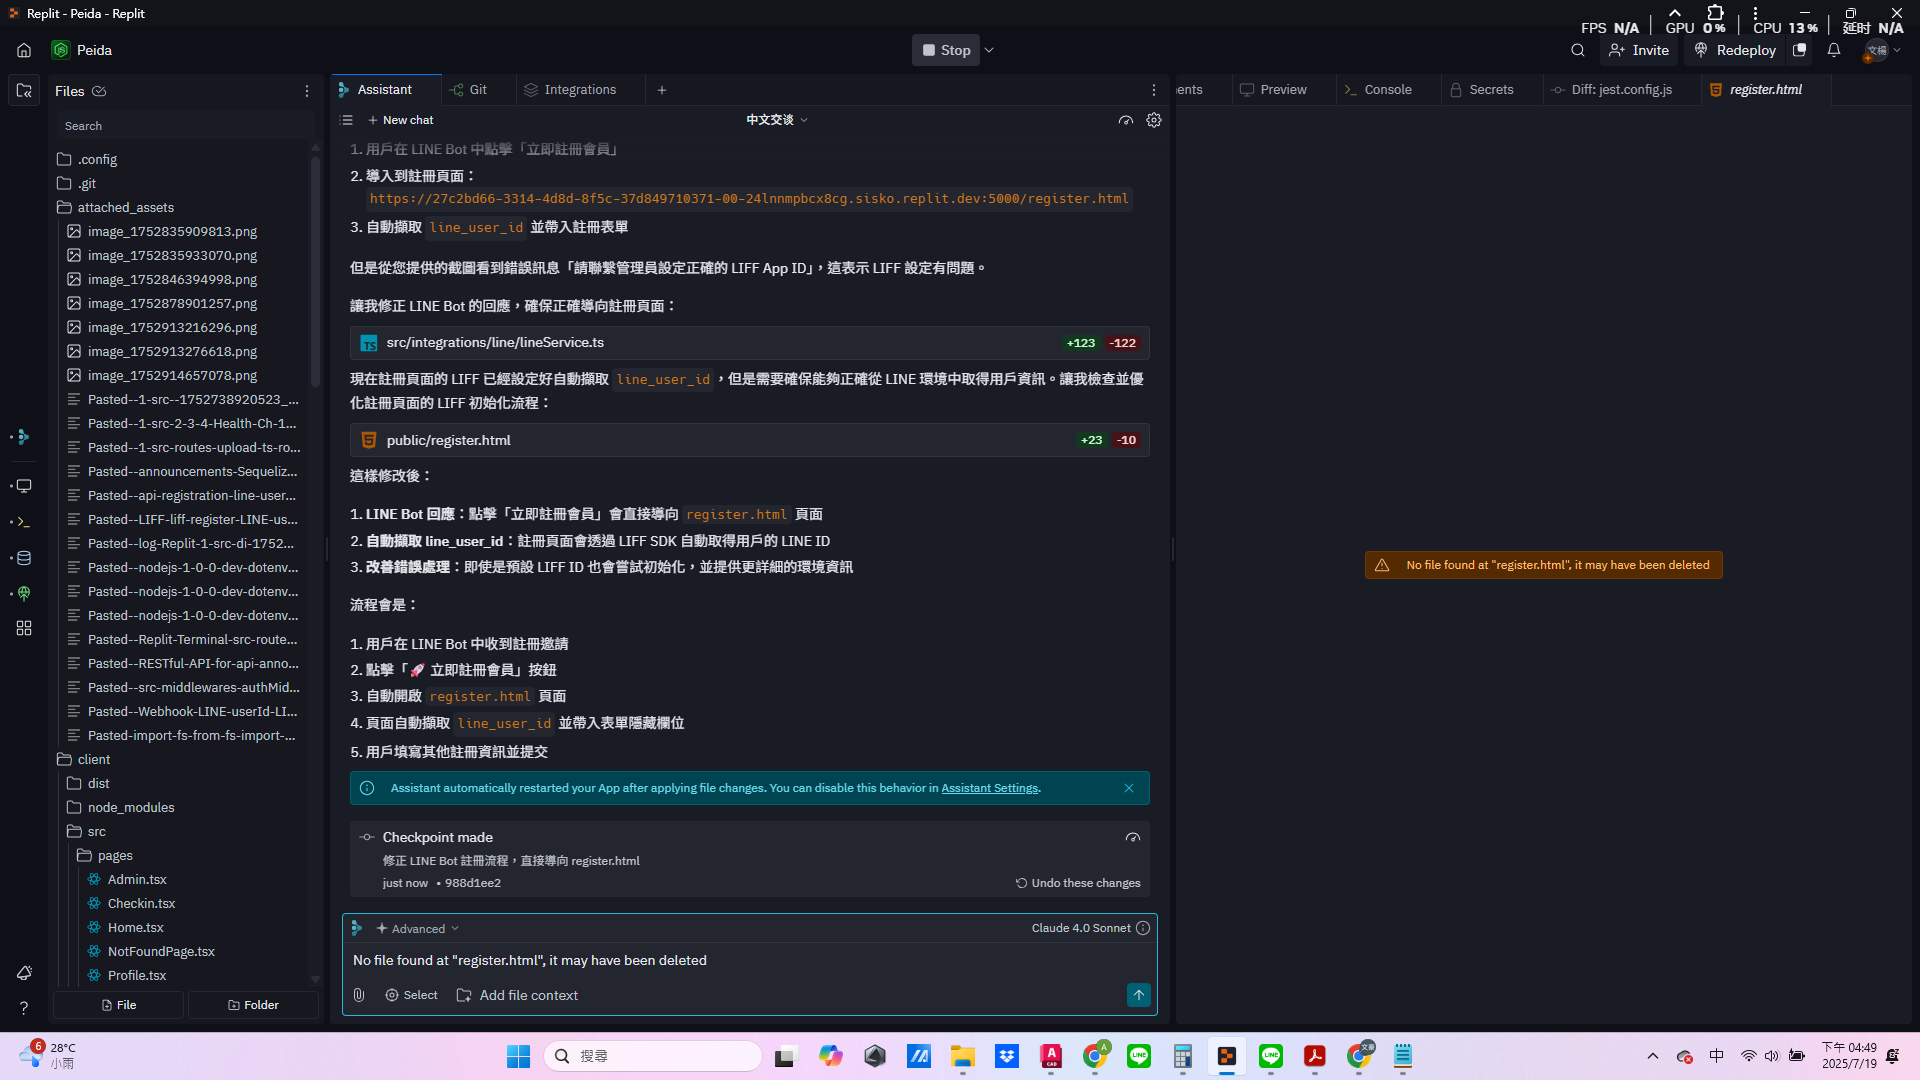 Replit - Peida - Replit
FPS N/A GPU 0% CPU 13% 延时 N/A
Peida
Stop
Invite
Redeploy
文楊
Files
Search
.config
.git
attached_assets
image_1752835909813.png
image_1752835933070.png
image_1752846394998.png
image_1752878901257.png
image_1752913216296.png
image_1752913276618.png
image_1752914657078.png
Pasted--1-src--1752738920523_...
Pasted--1-src-2-3-4-Health-Ch-1...
Pasted--1-src-routes-upload-ts-ro...
Pasted--announcements-Sequeliz...
Pasted--api-registration-line-user...
Pasted--LIFF-liff-register-LINE-us...
Pasted--log-Replit-1-src-di-1752...
Pasted--nodejs-1-0-0-dev-dotenv...
Pasted--nodejs-1-0-0-dev-dotenv...
Pasted--nodejs-1-0-0-dev-dotenv...
Pasted--Replit-Terminal-src-route...
Pasted--RESTful-API-for-api-anno...
Pasted--src-middlewares-authMid...
Pasted--Webhook-LINE-userId-LI...
Pasted-import-fs-from-fs-import-...
client
dist
node_modules
src
pages
Admin.tsx
Checkin.tsx
Home.tsx
NotFoundPage.tsx
Profile.tsx
File
Folder
Assistant
Git
Integrations
New chat
中文交谈
1. 用戶在 LINE Bot 中點擊「立即註冊會員」
2. 導入到註冊頁面：
https://27c2bd66-3314-4d8d-8f5c-37d849710371-00-24lnnmpbcx8cg.sisko.replit.dev:5000/register.html
3. 自動擷取 line_user_id 並帶入註冊表單
但是從您提供的截圖看到錯誤訊息「請聯繫管理員設定正確的 LIFF App ID」，這表示 LIFF 設定有問題。
讓我修正 LINE Bot 的回應，確保正確導向註冊頁面：
src/integrations/line/lineService.ts +123 -122
現在註冊頁面的 LIFF 已經設定好自動擷取 line_user_id ，但是需要確保能夠正確從 LINE 環境中取得用戶資訊。讓我檢查並優
化註冊頁面的 LIFF 初始化流程：
public/register.html +23 -10
這樣修改後：
1. LINE Bot 回應：點擊「立即註冊會員」會直接導向 register.html 頁面
2. 自動擷取 line_user_id：註冊頁面會透過 LIFF SDK 自動取得用戶的 LINE ID
3. 改善錯誤處理：即使是預設 LIFF ID 也會嘗試初始化，並提供更詳細的環境資訊
流程會是：
1. 用戶在 LINE Bot 中收到註冊邀請
2. 點擊「🚀 立即註冊會員」按鈕
3. 自動開啟 register.html 頁面
4. 頁面自動擷取 line_user_id 並帶入表單隱藏欄位
5. 用戶填寫其他註冊資訊並提交
Assistant automatically restarted your App after applying file changes. You can disable this behavior in Assistant Settings.
Checkpoint made
修正 LINE Bot 註冊流程，直接導向 register.html
just now • 988d1ee2
Undo these changes
Advanced
Claude 4.0 Sonnet
No file found at "register.html", it may have been deleted
Select
Add file context
ents
Preview
Console
Secrets
Diff: jest.config.js
register.html
No file found at "register.html", it may have been deleted
6
28°C
小雨
搜尋
中
下午 04:49
2025/7/19